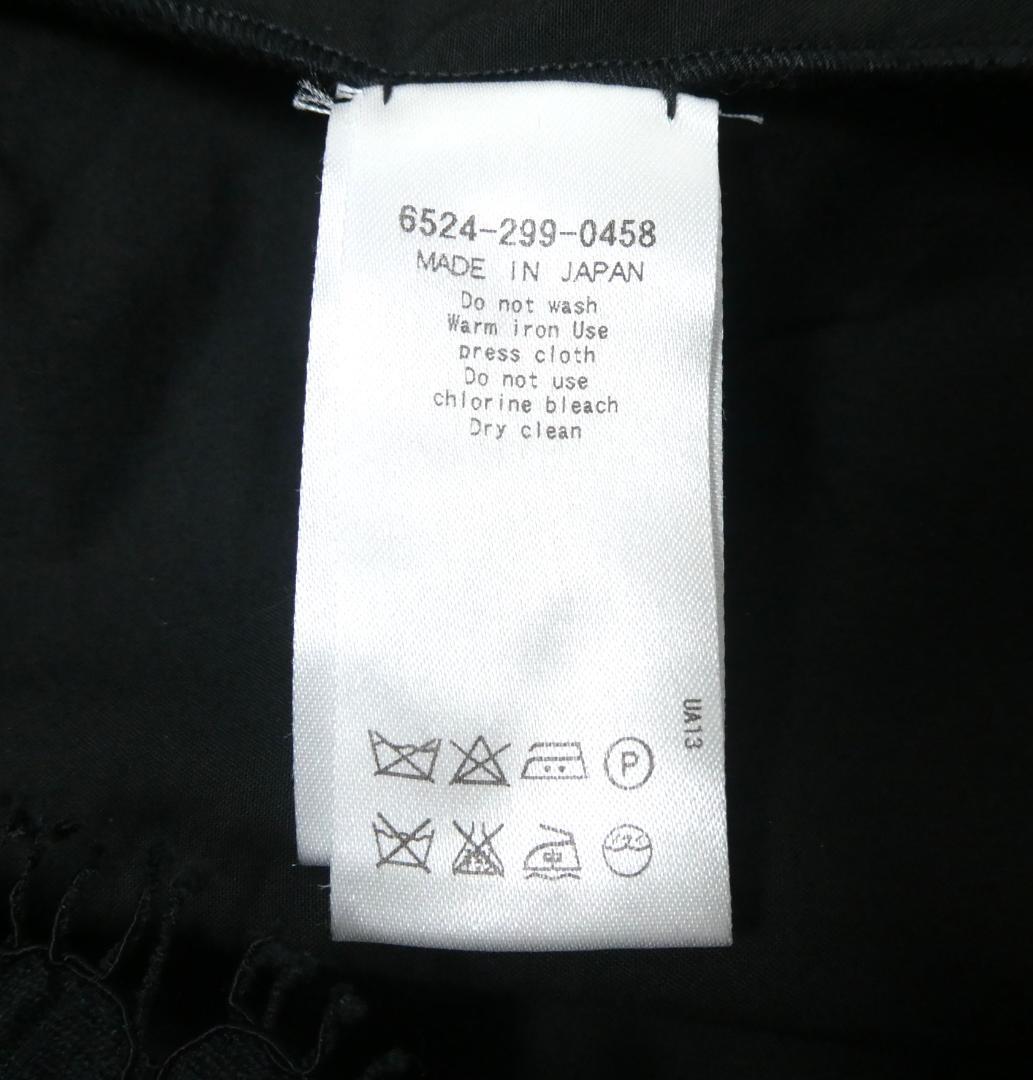 6524-299-0458
MADE IN JAPAN
Do not wash
Warm iron Use
press cloth
Do not use
chlorine bleach
Dry clean
UA13
P
中